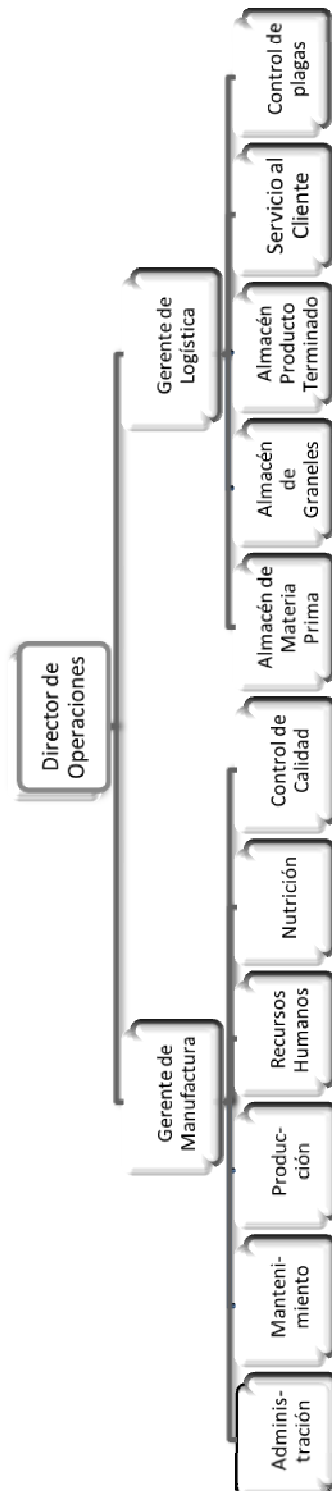 Director de
Operaciones
Gerente de
Manufactura
Gerente de
Logística
Adminis-
tración
Manteni-
miento
Produc-
ción
Recursos
Humanos
Nutrición
Control de
Calidad
Almacén de
Materia
Prima
Almacén
de
Graneles
Almacén
Producto
Terminado
Servicio al
Cliente
Control de
plagas